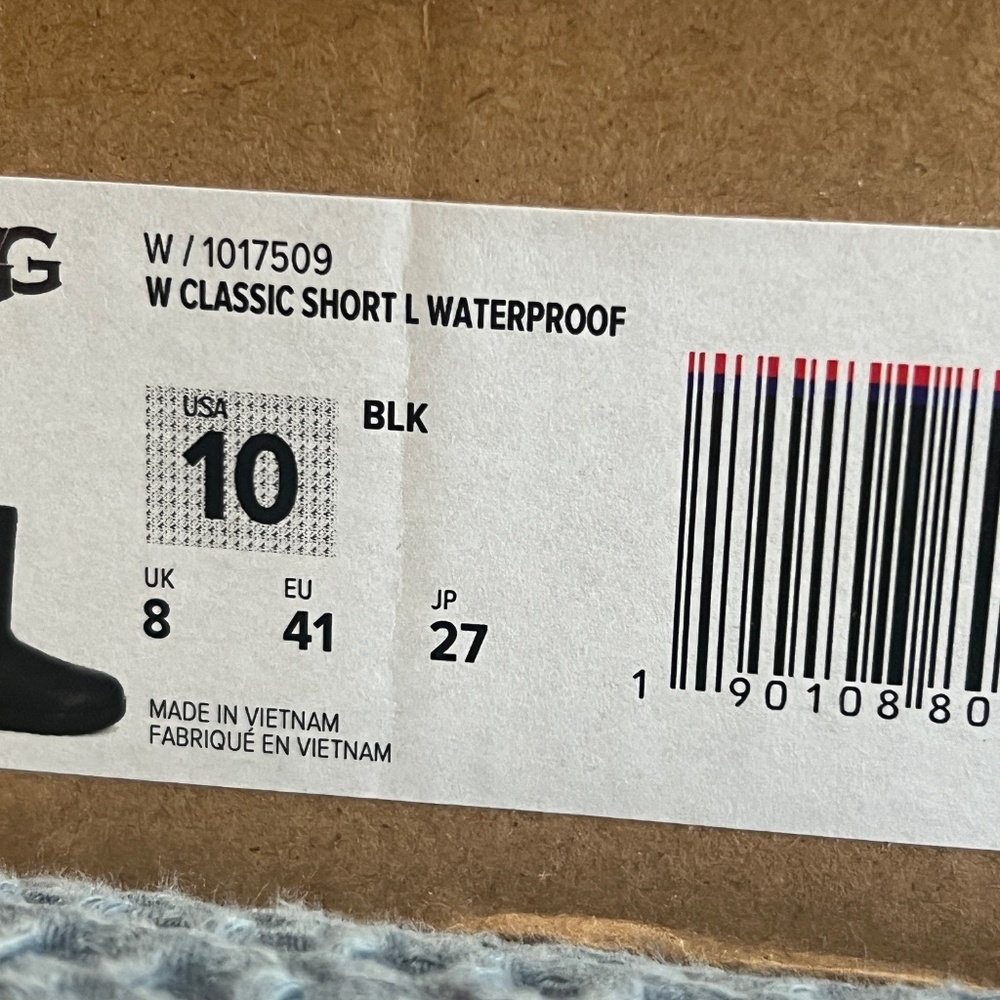 G
W / 1017509
W CLASSIC SHORT L WATERPROOF
USA
10
BLK
UK
8
EU
41
JP
27
MADE IN VIETNAM
FABRIQUÉ EN VIETNAM
1 90108 80